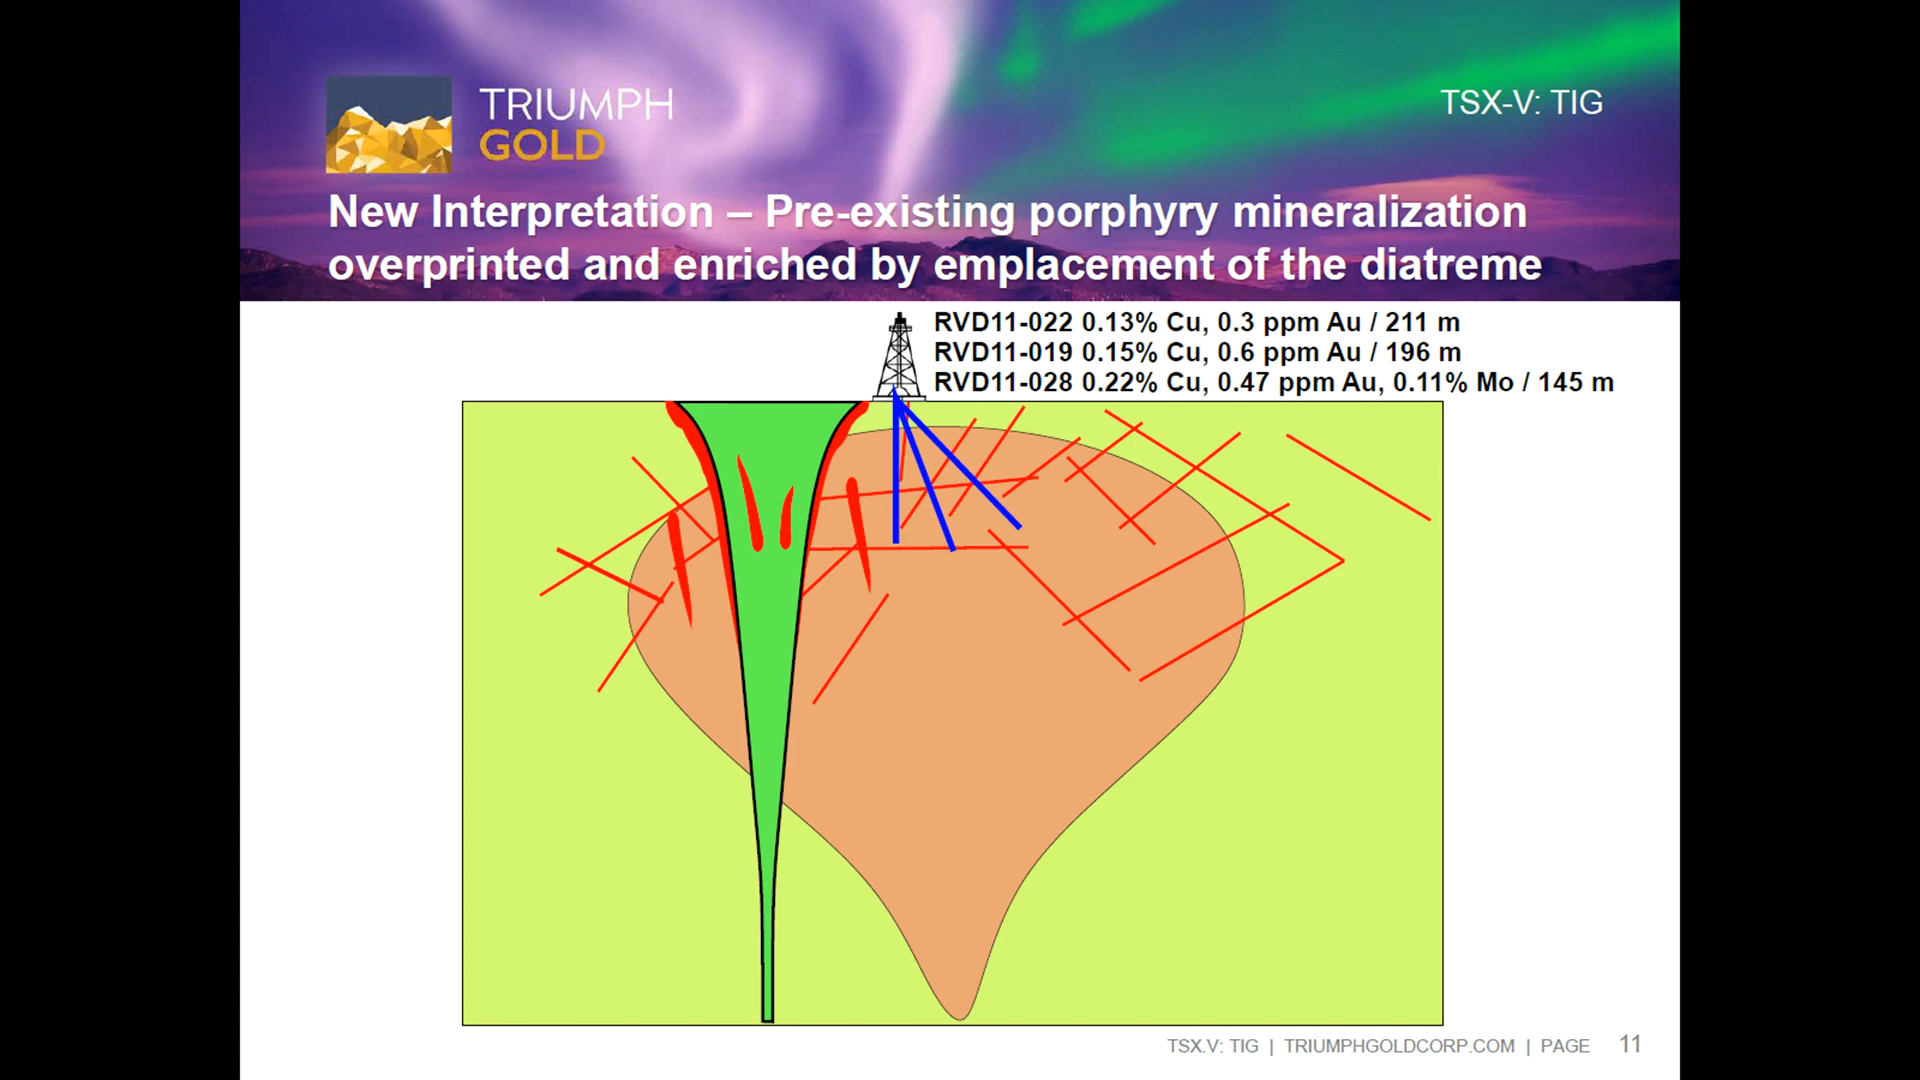 TRIUMPH
GOLD
TSX-V: TIG
New Interpretation – Pre-existing porphyry mineralization
overprinted and enriched by emplacement of the diatreme
RVD11-022 0.13% Cu, 0.3 ppm Au / 211 m
RVD11-019 0.15% Cu, 0.6 ppm Au / 196 m
RVD11-028 0.22% Cu, 0.47 ppm Au, 0.11% Mo / 145 m
TSX.V: TIG | TRIUMPHGOLDCORP.COM | PAGE 11